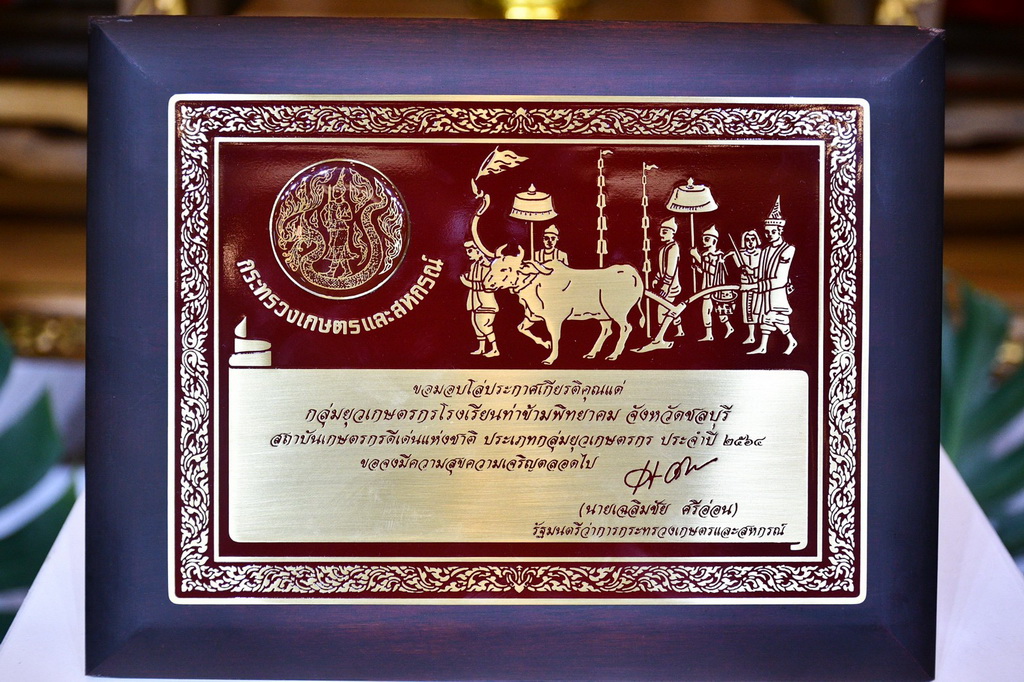 กระทรวงเกษตรและสหกรณ์
ขอมอบโล่ประกาศเกียรติคุณแด่
กลุ่มยุวเกษตรกรโรงเรียนท่าข้ามพิทยาคม จังหวัดชลบุรี
สถาบันเกษตรกรดีเด่นแห่งชาติ ประเภทกลุ่มยุวเกษตรกร ประจำปี ๒๕๖๔
ขอจงมีความสุขความเจริญตลอดไป
(นายเฉลิมชัย ศรีอ่อน)
รัฐมนตรีว่าการกระทรวงเกษตรและสหกรณ์